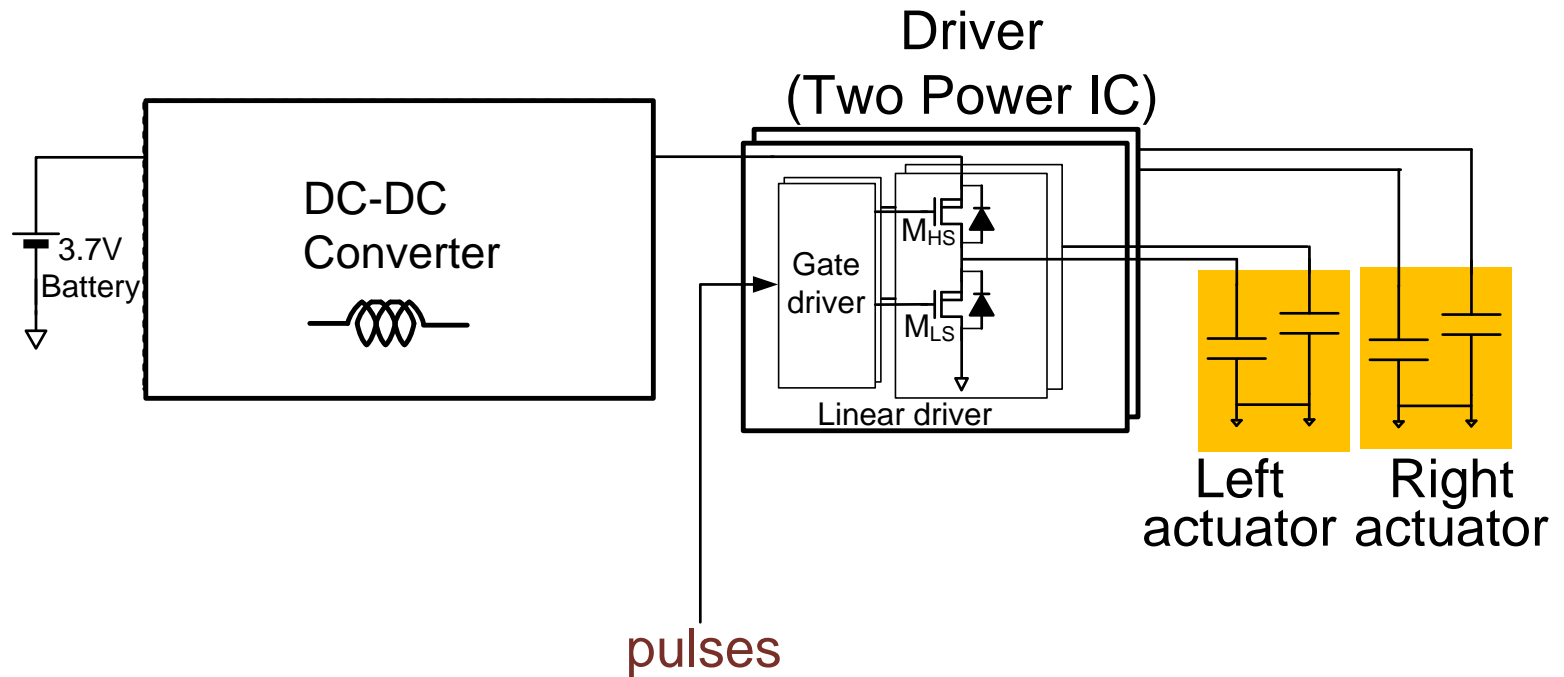 Driver
(Two Power IC)
DC-DC
Converter
3.7V
Battery
MHS
Gate
driver
MLS
Linear driver
Left
actuator
Right
actuator
pulses